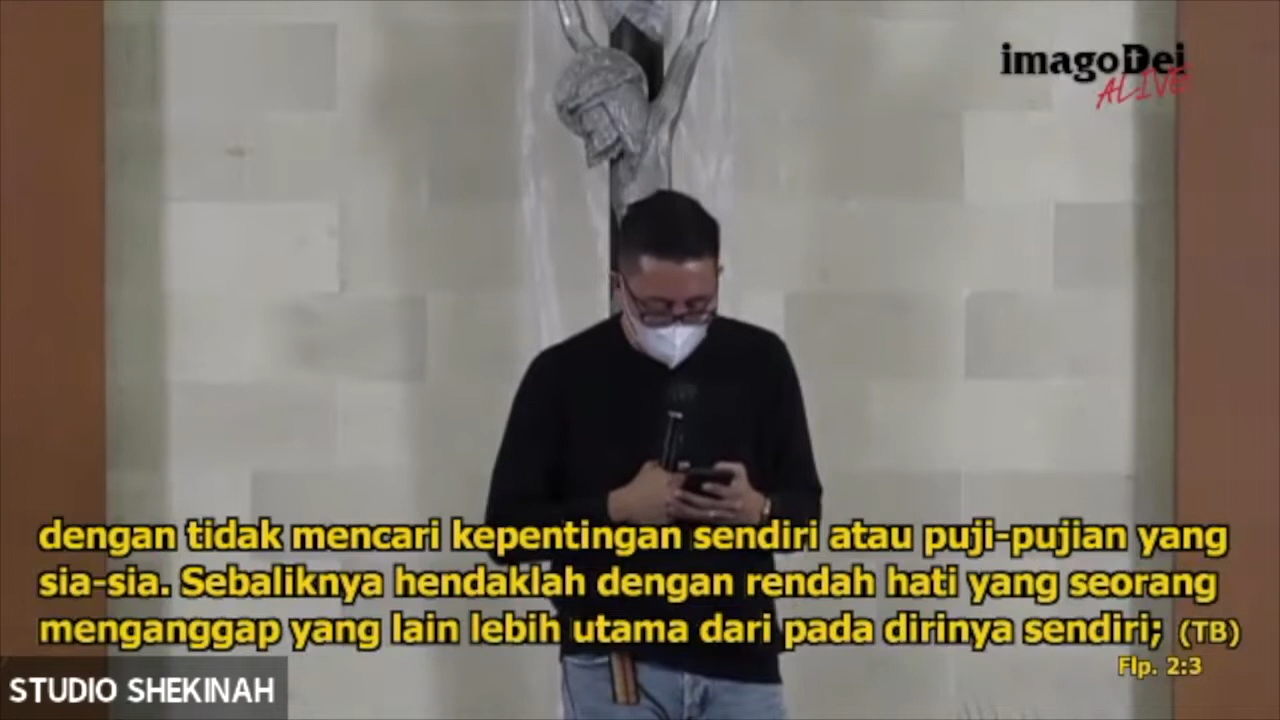 imagoDei
ALIVE
dengan tidak mencari kepentingan sendiri atau puji-pujian yang
sia-sia. Sebaliknya hendaklah dengan rendah hati yang seorang
menganggap yang lain lebih utama dari pada dirinya sendiri; (TB)
Flp. 2:3
STUDIO SHEKINAH